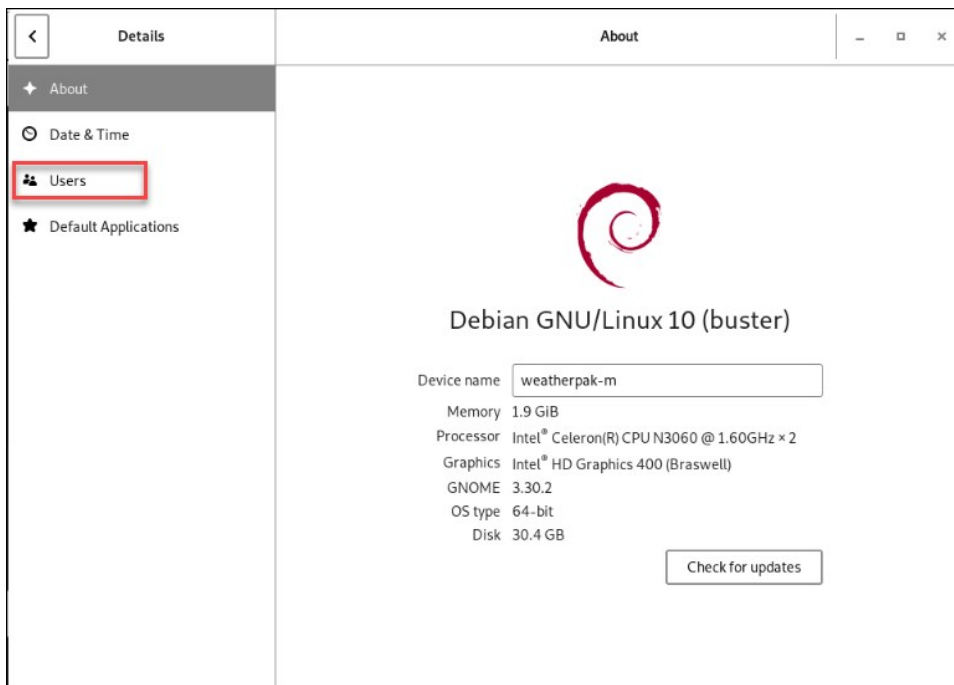 Details
About
About
Date & Time
Users
Default Applications
Debian GNU/Linux 10 (buster)
Device name weatherpak-m
Memory 1.9 GiB
Processor Intel® Celeron(R) CPU N3060 @ 1.60GHz × 2
Graphics Intel® HD Graphics 400 (Braswell)
GNOME 3.30.2
OS type 64-bit
Disk 30.4 GB
Check for updates